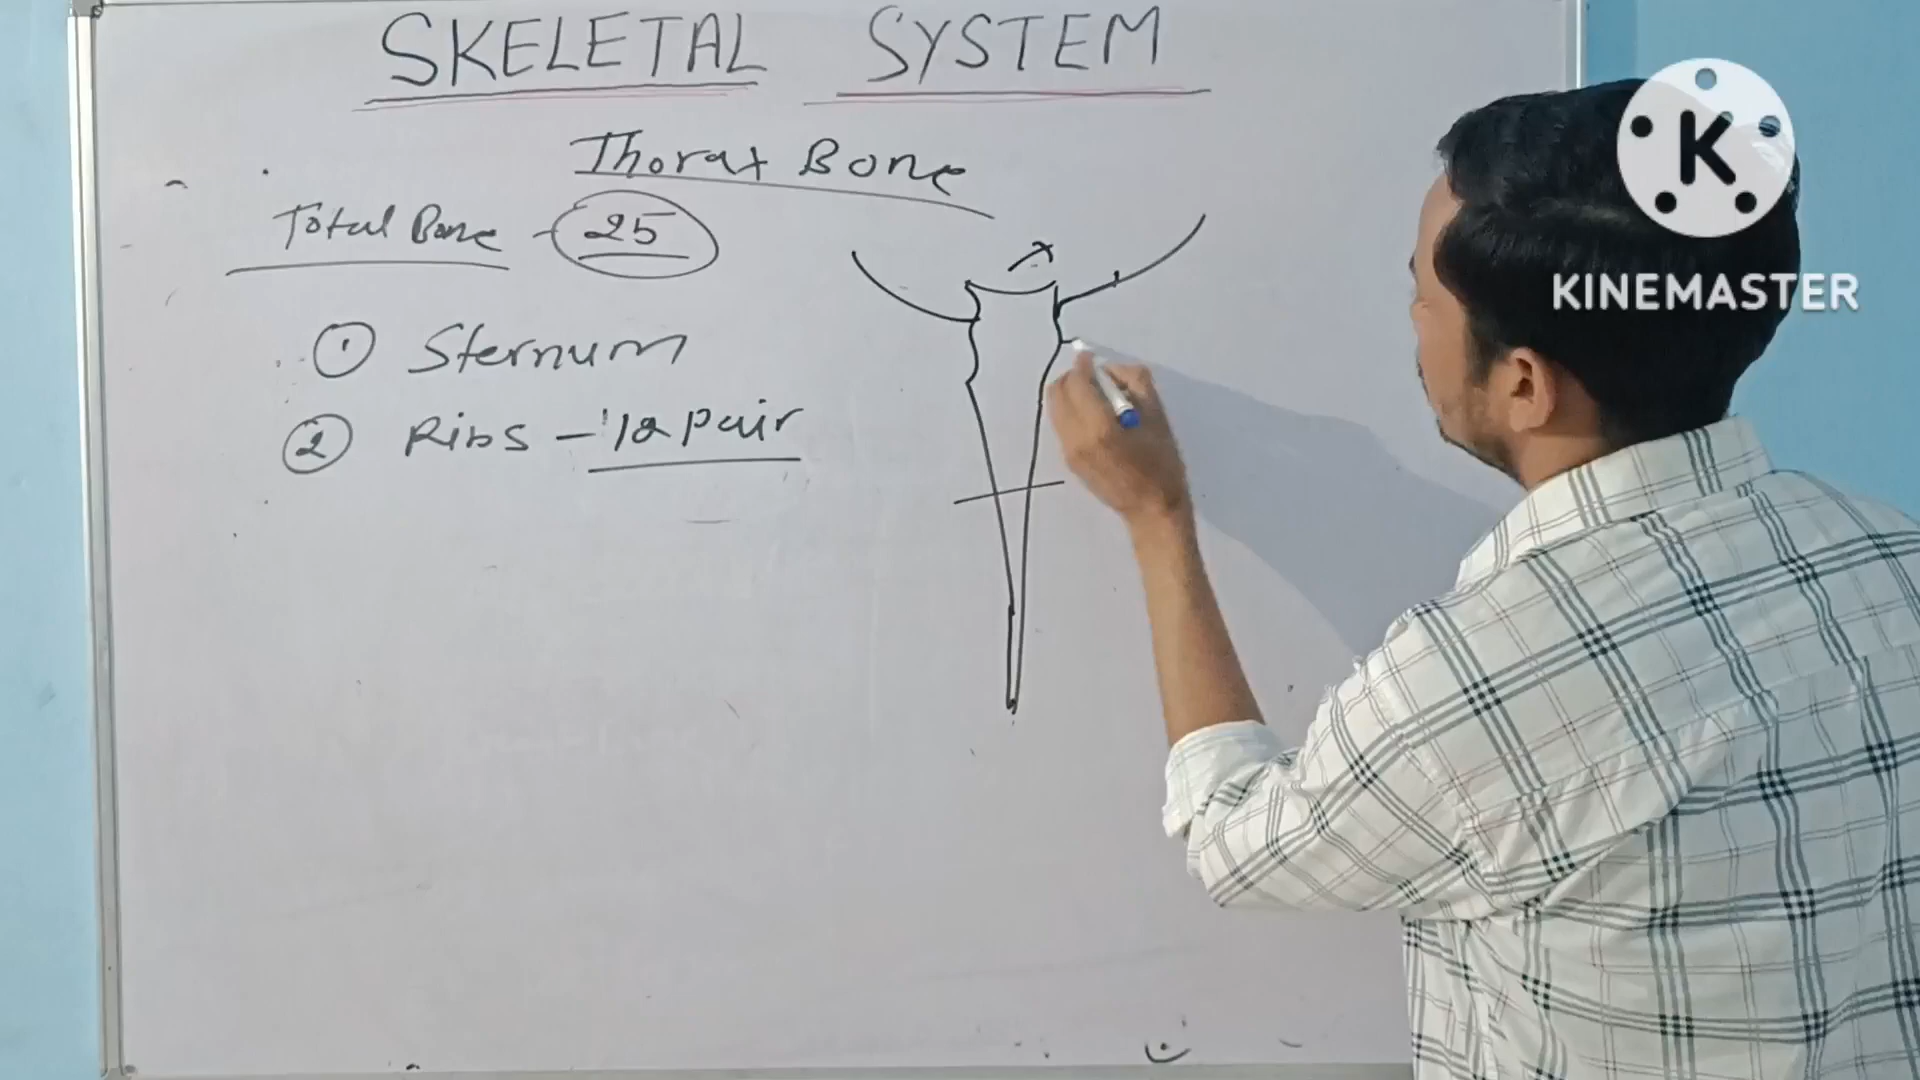 SKELETAL SYSTEM
Thorax Bone
Total Bone - 25
1 Sternum
2 Ribs - 12 pair
K
KINEMASTER